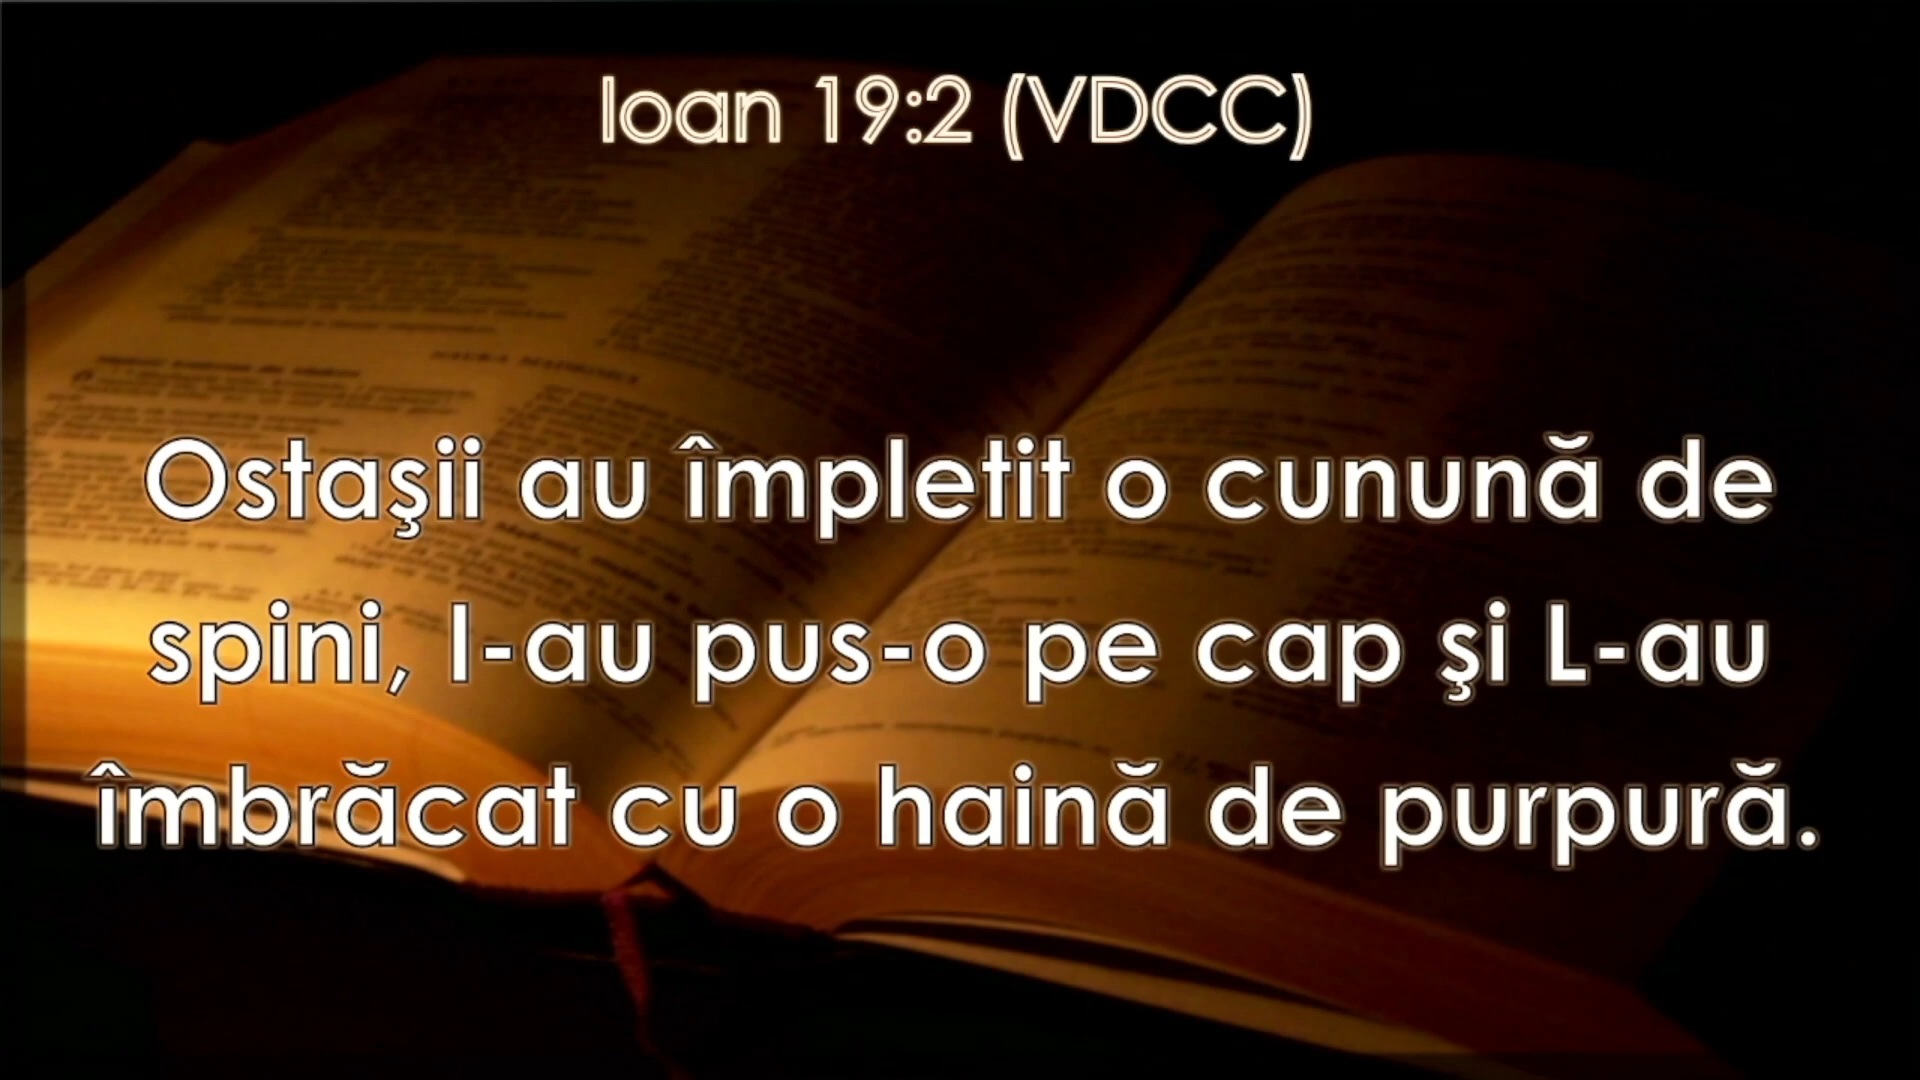 Ioan 19:2 (VDCC)
Ostaşii au împletit o cunună de
spini, I-au pus-o pe cap şi L-au
îmbrăcat cu o haină de purpură.